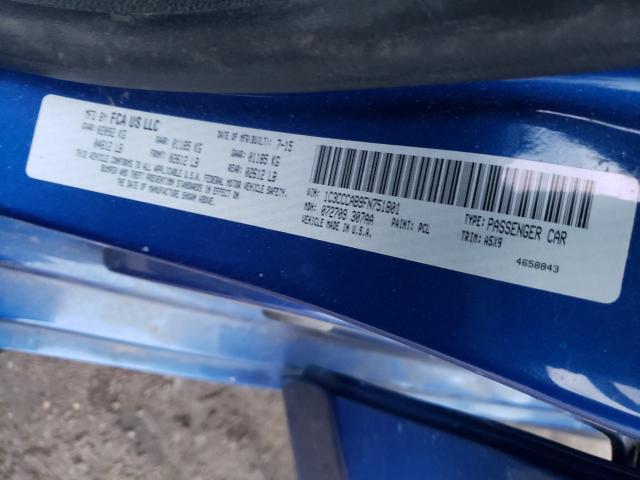 MFD BY: FCA US LLC
DATE OF MFR(BUILT): 7-15
GVWR: 02092 KG
04612 LB
GAWR: 01185 KG
FRONT: 02612 LB
GAWR: 01185 KG
REAR: 02612 LB
THIS VEHICLE CONFORMS TO ALL APPLICABLE U.S.A. FEDERAL MOTOR VEHICLE SAFETY,
BUMPER AND THEFT PREVENTION STANDARDS IN EFFECT ON
THE DATE OF MANUFACTURE SHOWN ABOVE.
VIN: 1C3CCCAB9FN751801
TYPE: PASSENGER CAR
MDH: 072709 307AA
PAINT: PCL
TRIM: A5X9
VEHICLE MADE IN U.S.A.
4658843